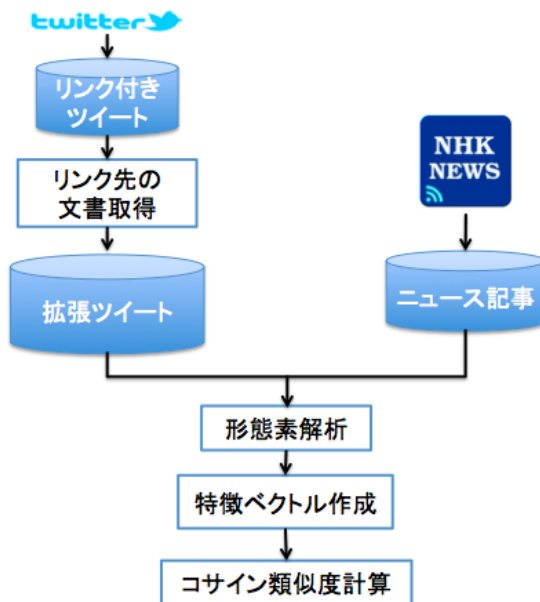 twitter
リンク付き
ツイート
NHK
NEWS
リンク先の
文書取得
拡張ツイート
ニュース記事
形態素解析
特徴ベクトル作成
コサイン類似度計算